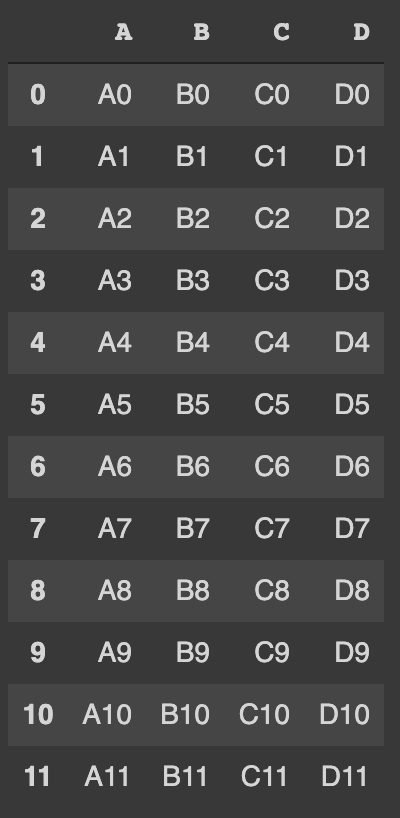 A B C D
0 A0 B0 C0 D0
1 A1 B1 C1 D1
2 A2 B2 C2 D2
3 A3 B3 C3 D3
4 A4 B4 C4 D4
5 A5 B5 C5 D5
6 A6 B6 C6 D6
7 A7 B7 C7 D7
8 A8 B8 C8 D8
9 A9 B9 C9 D9
10 A10 B10 C10 D10
11 A11 B11 C11 D11